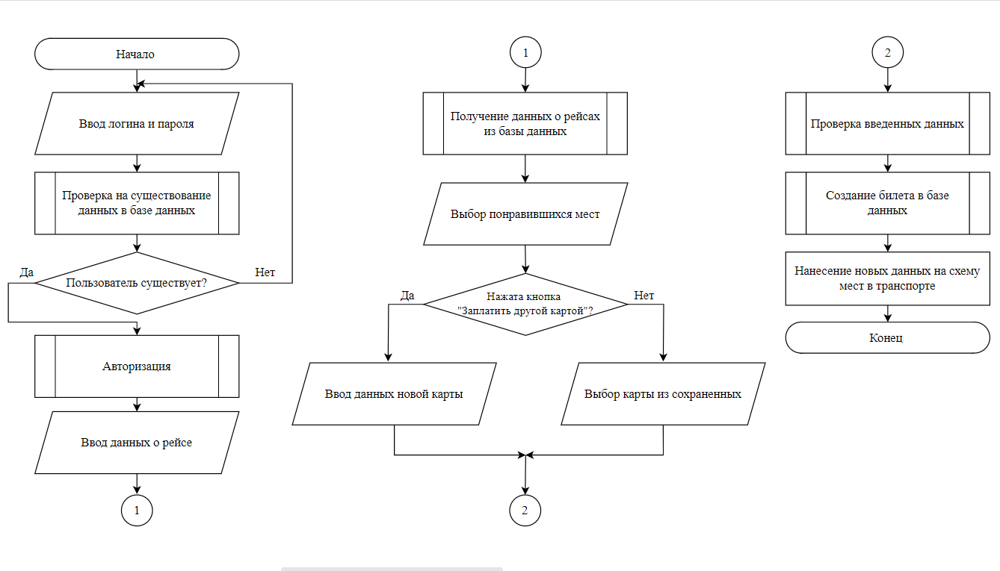 Начало
Ввод логина и пароля
Проверка на существование
данных в базе данных
Да
Нет
Пользователь существует?
Авторизация
Ввод данных о рейсе
1
1
Получение данных о рейсах
из базы данных
Выбор понравившихся мест
Да
Нет
Нажата кнопка
"Заплатить другой картой"?
Ввод данных новой карты
Выбор карты из сохраненных
2
2
Проверка введенных данных
Создание билета в базе
данных
Нанесение новых данных на схему
мест в транспорте
Конец